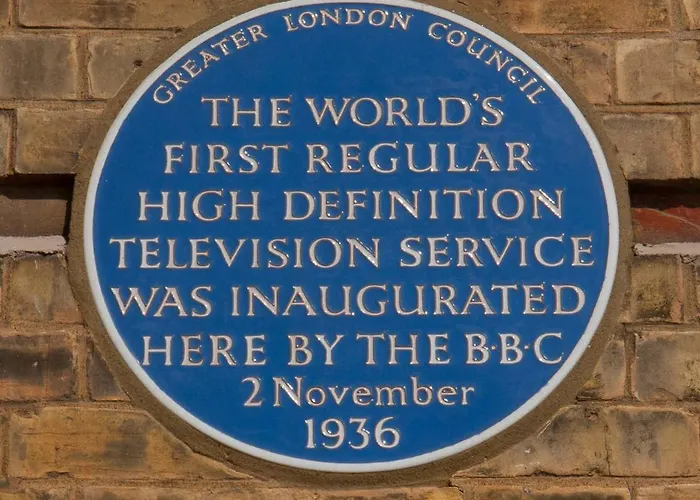 GREATER LONDON COUNCIL
THE WORLD'S
FIRST REGULAR
HIGH DEFINITION
TELEVISION SERVICE
WAS INAUGURATED
HERE BY THE B·B·C
2 November
1936